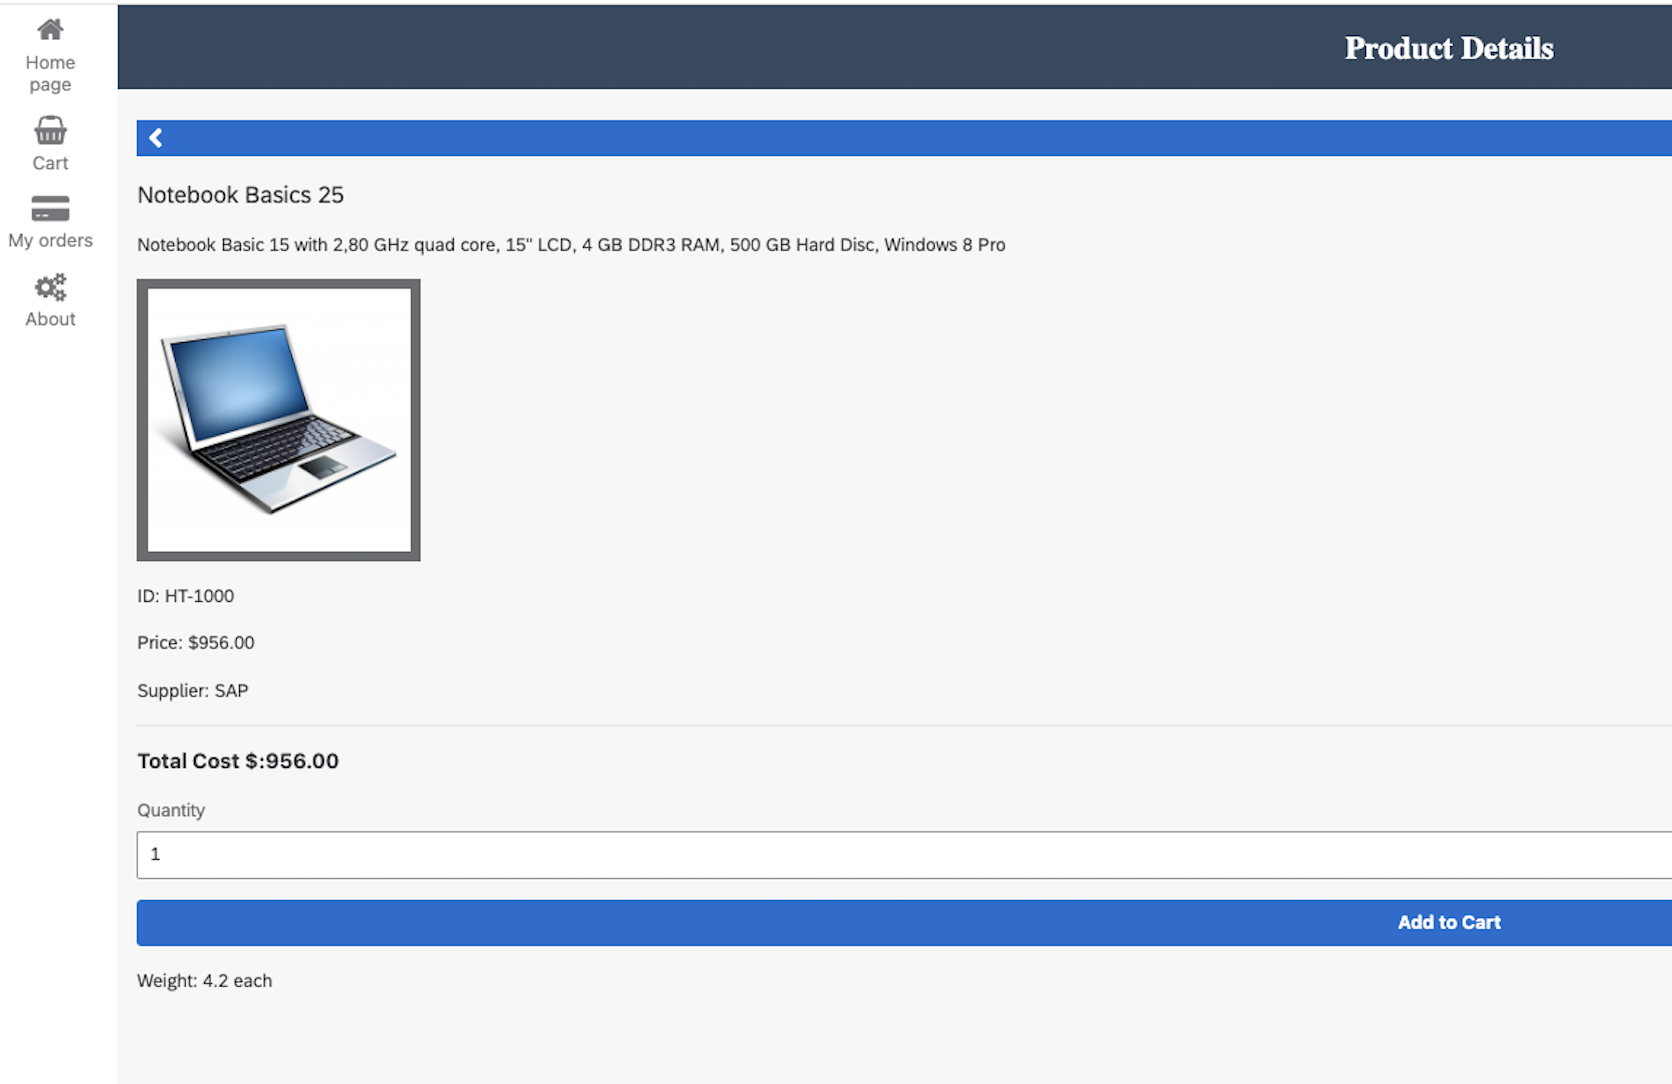 Home
page
Cart
My orders
About
Product Details
Notebook Basics 25
Notebook Basic 15 with 2,80 GHz quad core, 15" LCD, 4 GB DDR3 RAM, 500 GB Hard Disc, Windows 8 Pro
ID: HT-1000
Price: $956.00
Supplier: SAP
Total Cost $:956.00
Quantity
1
Add to Cart
Weight: 4.2 each